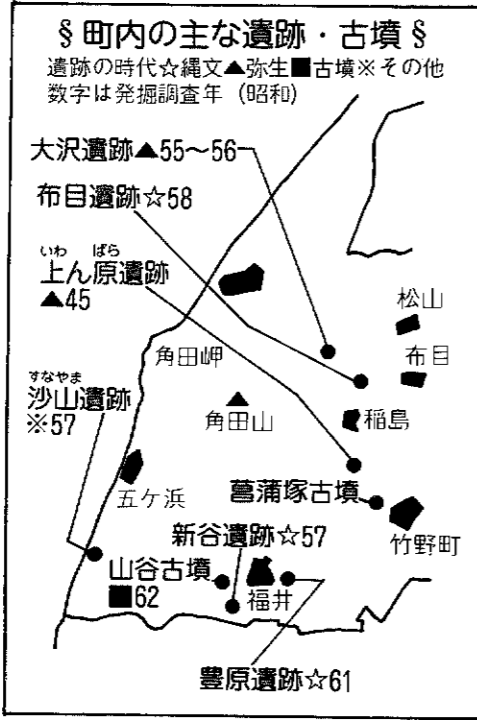 §町内の主な遺跡・古墳§
遺跡の時代☆縄文▲弥生■古墳※その他
数字は発掘調査年（昭和）
大沢遺跡▲55〜56
布目遺跡☆58
いわ ばら
上ん原遺跡
▲45
松山
布目
角田岬
すなやま
沙山遺跡
※57
▲
角田山
稲島
五ケ浜
菖蒲塚古墳
竹野町
新谷遺跡☆57
山谷古墳
■62
福井
豊原遺跡☆61